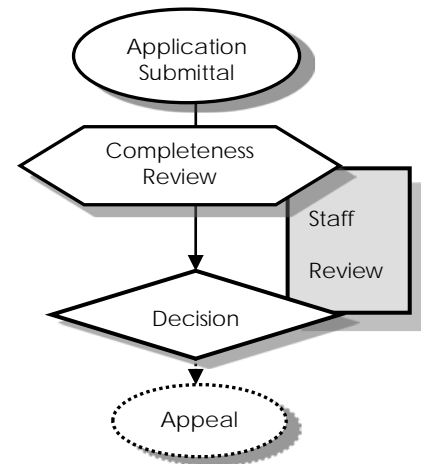 Application
Submittal
Completeness
Review
Staff
Review
Decision
Appeal